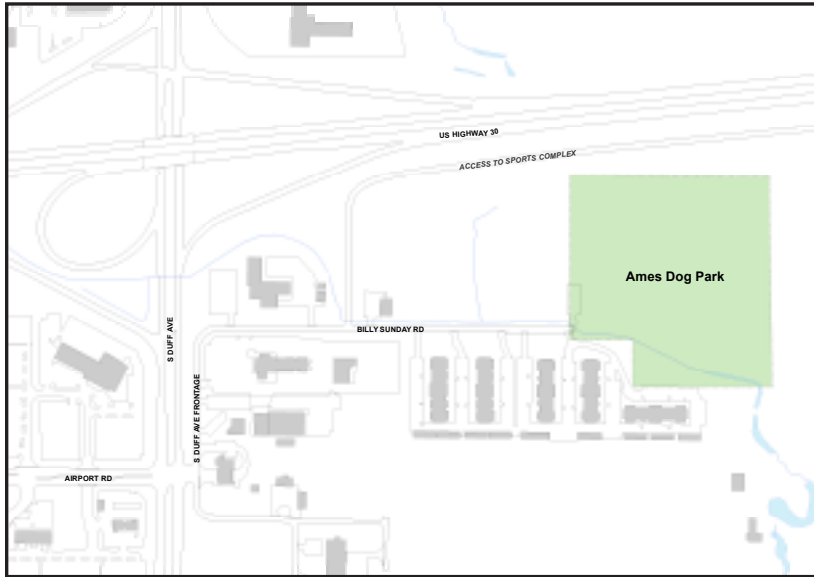 US HIGHWAY 30
ACCESS TO SPORTS COMPLEX
Ames Dog Park
S DUFF AVE
BILLY SUNDAY RD
S DUFF AVE FRONTAGE
AIRPORT RD